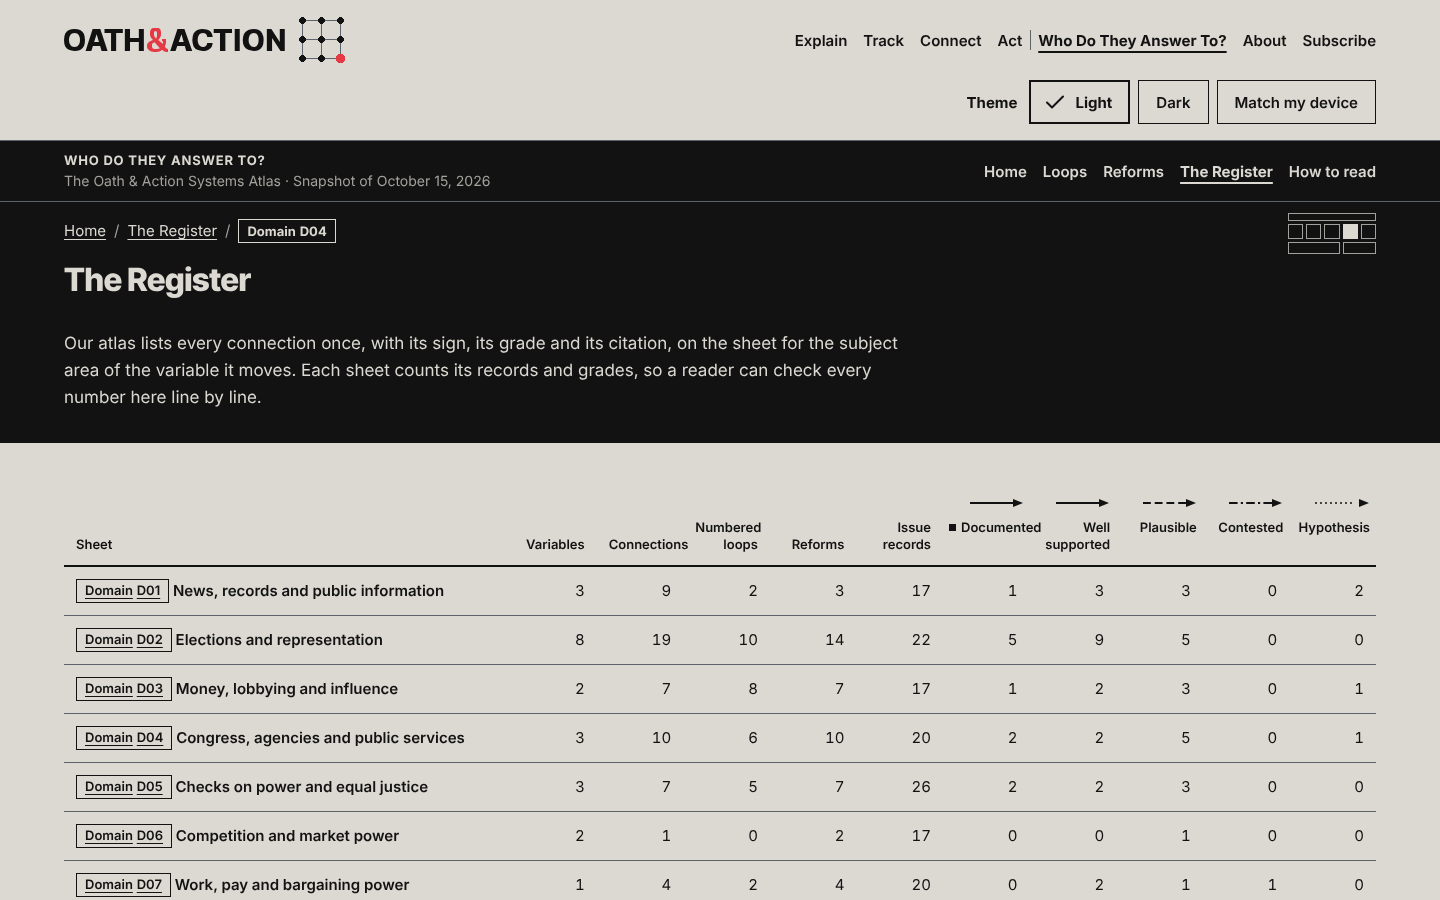 OATH&ACTION
Explain Track Connect Act Who Do They Answer To? About Subscribe
Theme Light Dark Match my device
WHO DO THEY ANSWER TO?
The Oath & Action Systems Atlas · Snapshot of October 15, 2026
Home Loops Reforms The Register How to read
Home / The Register / Domain D04
The Register
Our atlas lists every connection once, with its sign, its grade and its citation, on the sheet for the subject
area of the variable it moves. Each sheet counts its records and grades, so a reader can check every
number here line by line.
Sheet Variables Connections Numbered loops Reforms Issue records Documented Well supported Plausible Contested Hypothesis
Domain D01 News, records and public information 3 9 2 3 17 1 3 3 0 2
Domain D02 Elections and representation 8 19 10 14 22 5 9 5 0 0
Domain D03 Money, lobbying and influence 2 7 8 7 17 1 2 3 0 1
Domain D04 Congress, agencies and public services 3 10 6 10 20 2 2 5 0 1
Domain D05 Checks on power and equal justice 3 7 5 7 26 2 2 3 0 0
Domain D06 Competition and market power 2 1 0 2 17 0 0 1 0 0
Domain D07 Work, pay and bargaining power 1 4 2 4 20 0 2 1 1 0